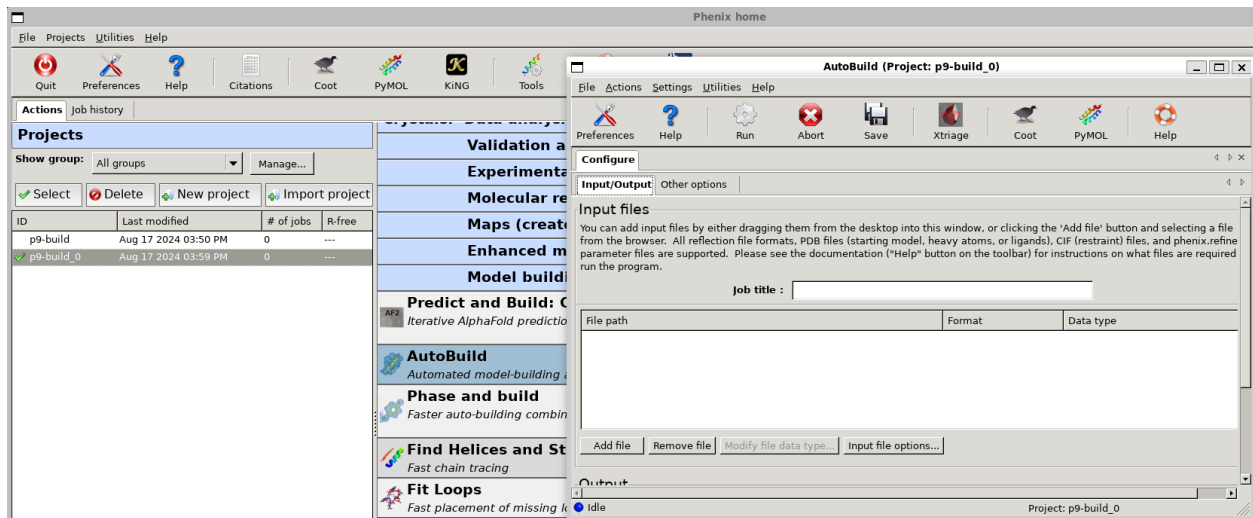 Phenix home
File Projects Utilities Help
Quit Preferences Help Citations Coot PyMOL KiNG Tools
Actions Job history
Projects
Show group: All groups Manage...
Select Delete New project Import project
ID Last modified # of jobs R-free
p9-build Aug 17 2024 03:50 PM 0 ---
p9-build_0 Aug 17 2024 03:59 PM 0 ---
Validation a
Experimenta
Molecular re
Maps (creat
Enhanced m
Model buildi
AF2
Predict and Build: C
Iterative AlphaFold predictio
AutoBuild
Automated model-building
Phase and build
Faster auto-building combin
Find Helices and St
Fast chain tracing
Fit Loops
Fast placement of missing l
AutoBuild (Project: p9-build_0)
File Actions Settings Utilities Help
Preferences Help Run Abort Save Xtriage Coot PyMOL Help
Configure
Input/Output Other options
Input files
You can add input files by either dragging them from the desktop into this window, or clicking the 'Add file' button and selecting a file
from the browser. All reflection file formats, PDB files (starting model, heavy atoms, or ligands), CIF (restraint) files, and phenix.refine
parameter files are supported. Please see the documentation ("Help" button on the toolbar) for instructions on what files are required
run the program.
Job title :
File path Format Data type
Add file Remove file Modify file data type... Input file options...
Output
Idle Project: p9-build_0